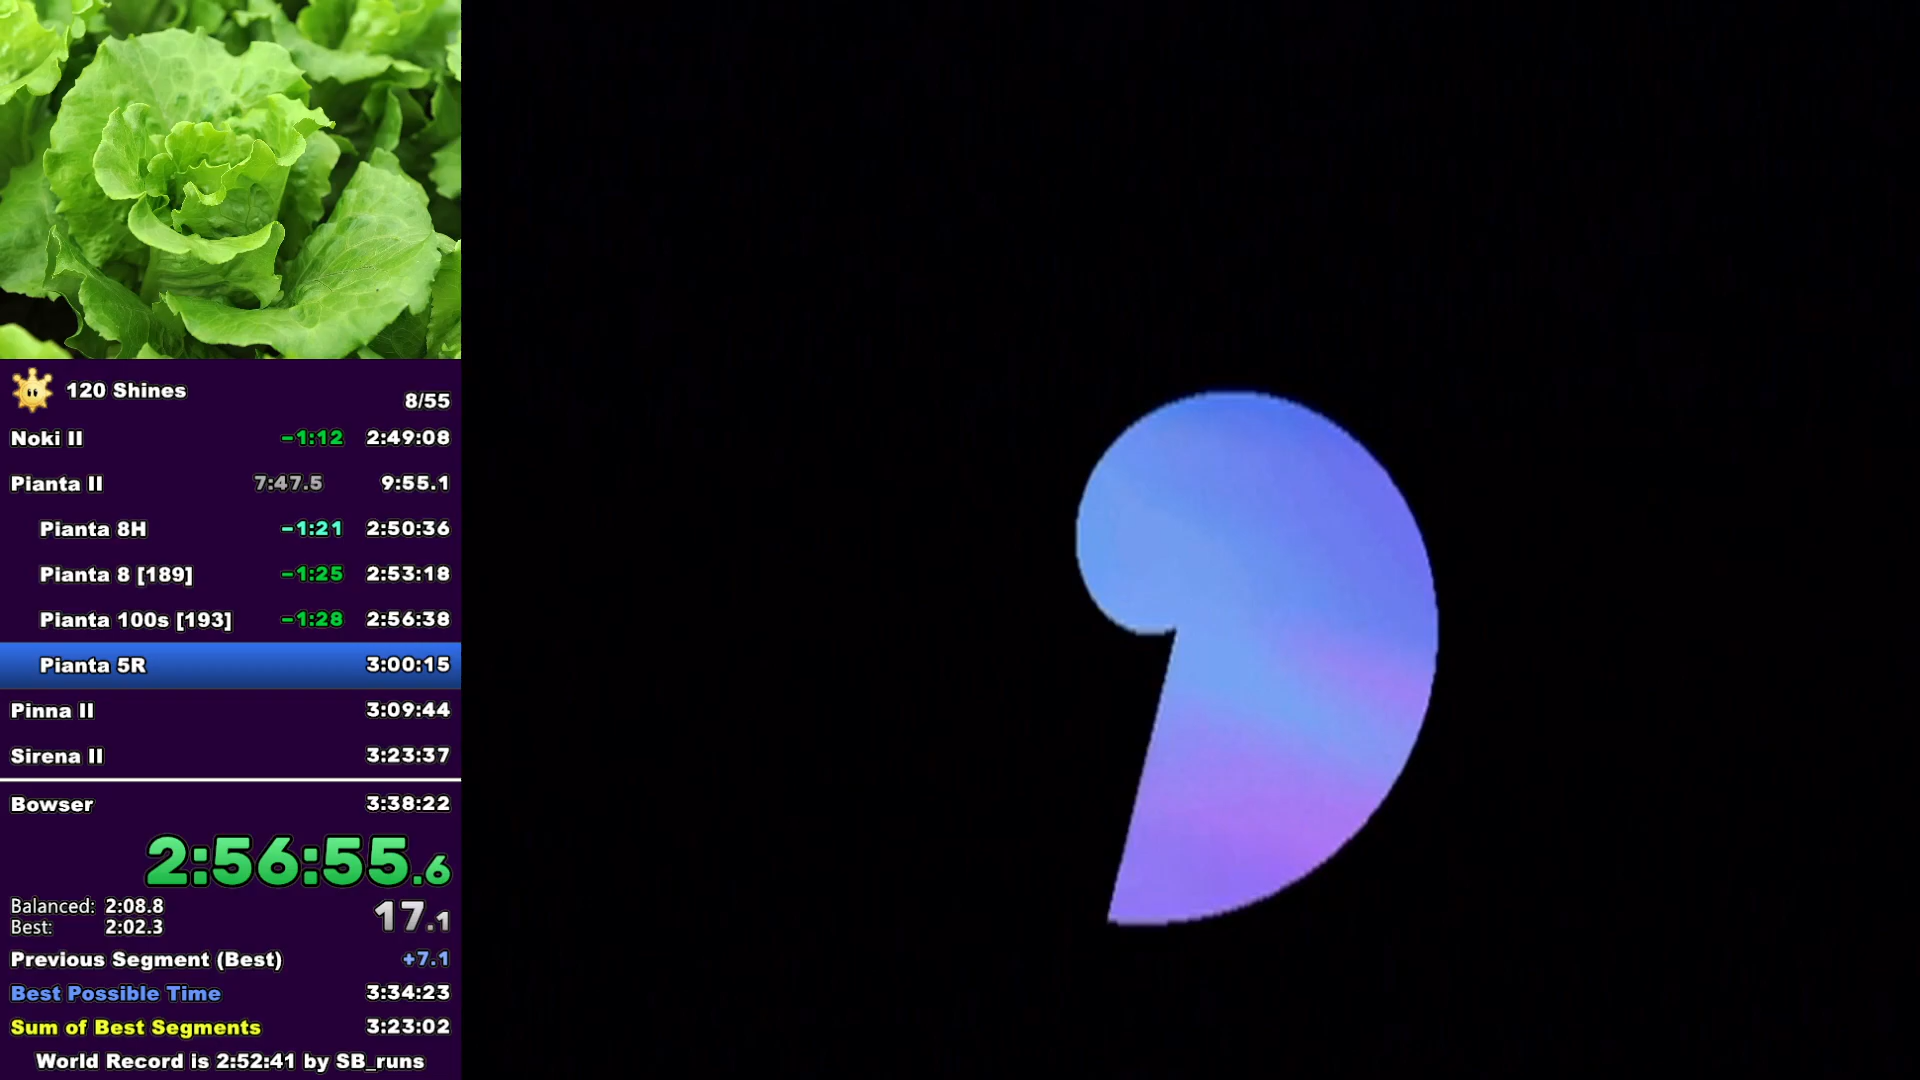 120 Shines
8/55
Noki II −1:12 2:49:08
Pianta II 7:47.5 9:55.1
Pianta 8H −1:21 2:50:36
Pianta 8 [189] −1:25 2:53:18
Pianta 100s [193] −1:28 2:56:38
Pianta 5R 3:00:15
Pinna II 3:09:44
Sirena II 3:23:37
Bowser 3:38:22
2:56:55.6
Balanced: 2:08.8
Best: 2:02.3
17.1
Previous Segment (Best) +7.1
Best Possible Time 3:34:23
Sum of Best Segments 3:23:02
World Record is 2:52:41 by SB_runs